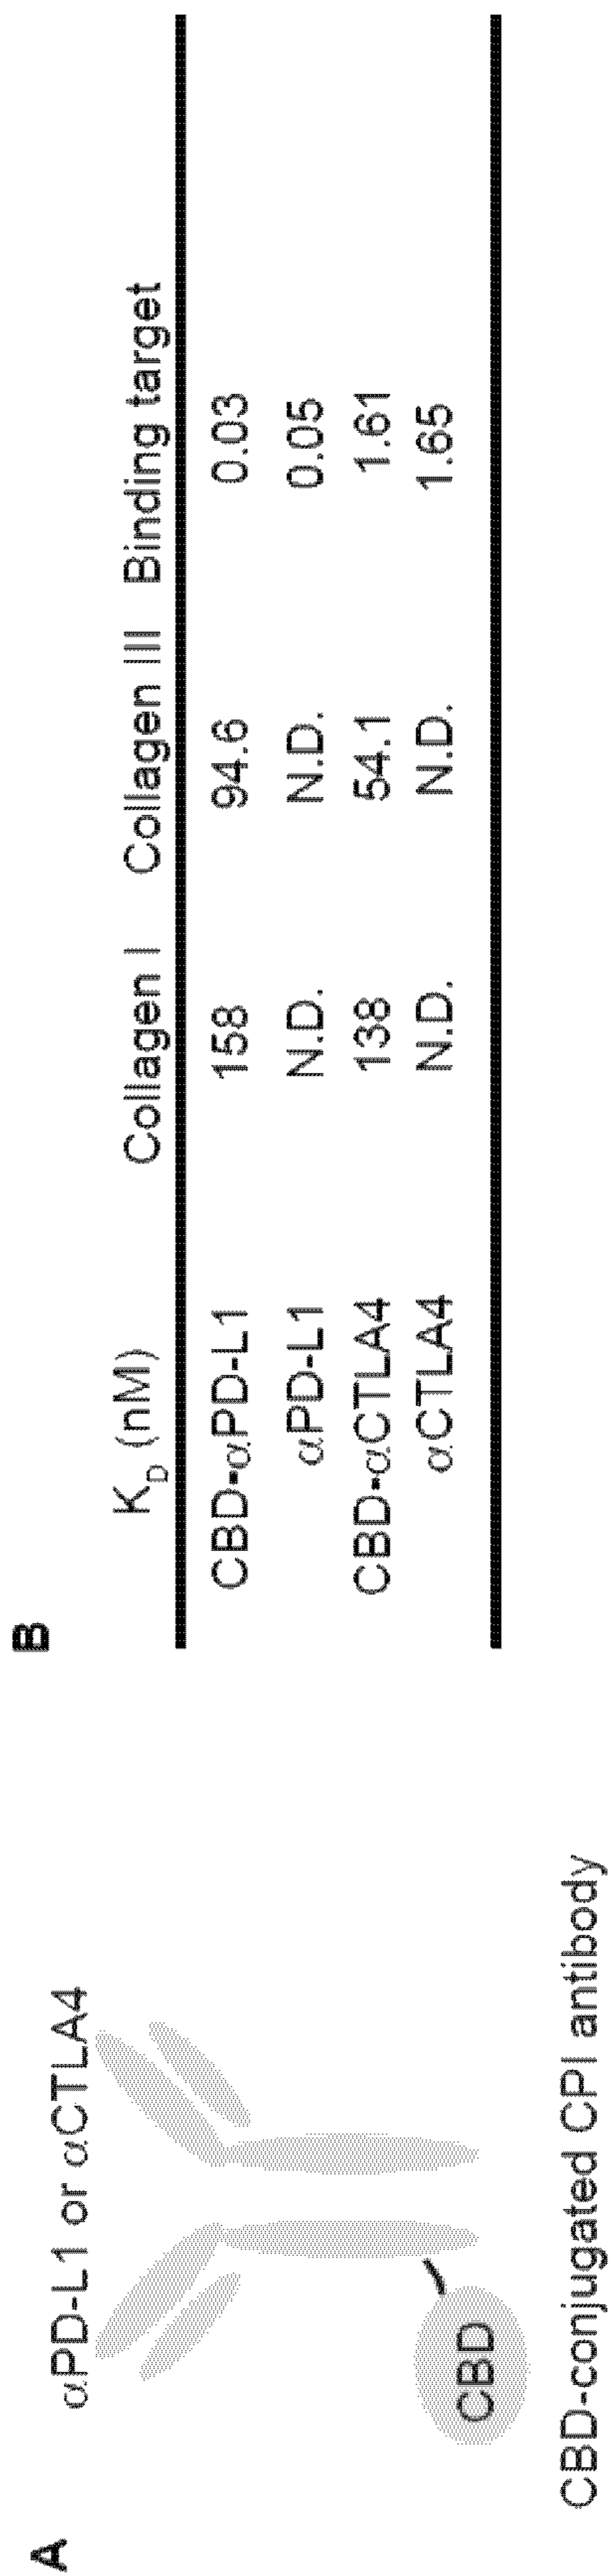 A
αPD-L1 or αCTLA4
CBD
CBD-conjugated CPI antibody
B
K_D (nM) Collagen I Collagen III Binding target
CBD-αPD-L1 158 94.6 0.03
αPD-L1 N.D. N.D. 0.05
CBD-αCTLA4 138 54.1 1.61
αCTLA4 N.D. N.D. 1.65